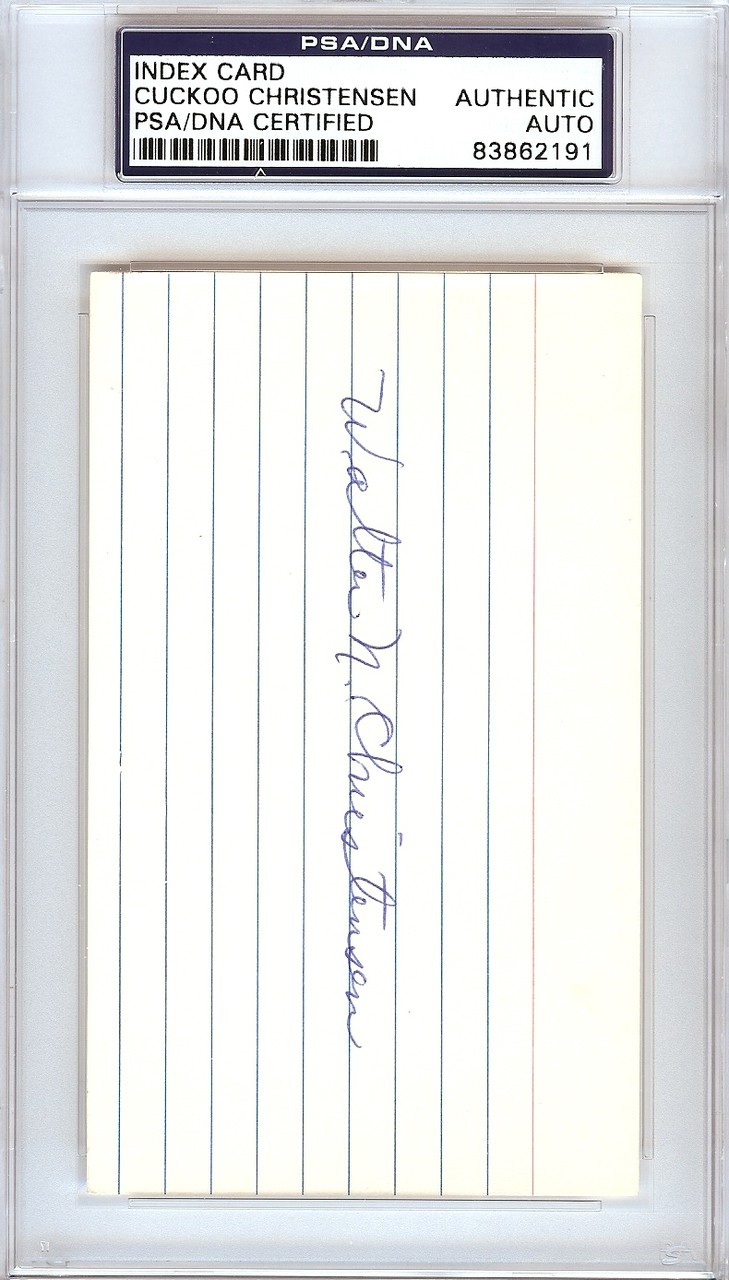 PSA/DNA
INDEX CARD
CUCKOO CHRISTENSEN AUTHENTIC
PSA/DNA CERTIFIED AUTO
83862191
Walter N. Christensen